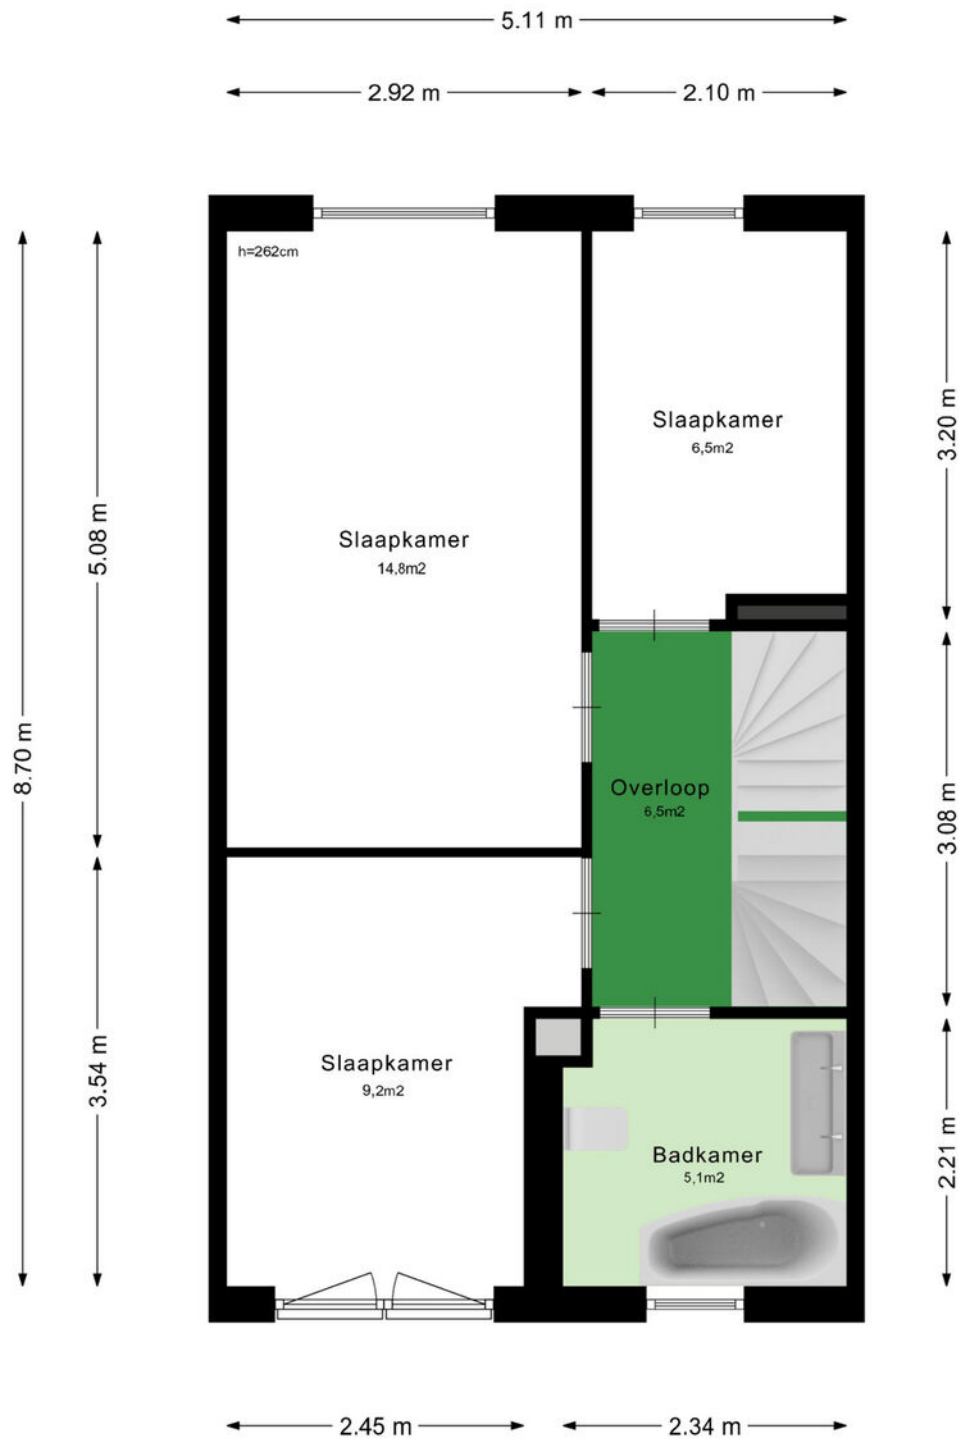 5.11 m
2.92 m
2.10 m
h=262cm
Slaapkamer
6,5m2
3.20 m
5.08 m
Slaapkamer
14,8m2
8.70 m
Overloop
6,5m2
3.08 m
3.54 m
Slaapkamer
9,2m2
Badkamer
5,1m2
2.21 m
2.45 m
2.34 m